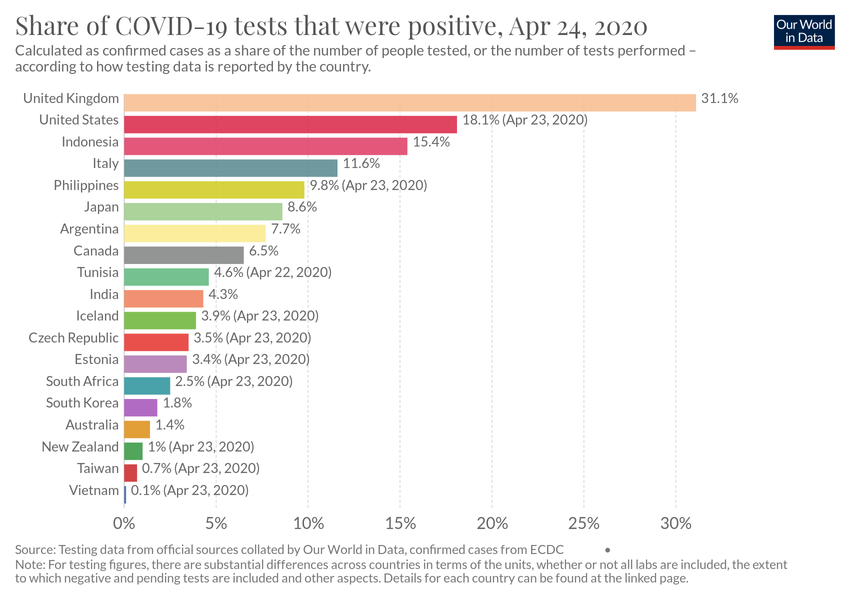 Share of COVID-19 tests that were positive, Apr 24, 2020
Our World
in Data
Calculated as confirmed cases as a share of the number of people tested, or the number of tests performed –
according to how testing data is reported by the country.
United Kingdom 31.1%
United States 18.1% (Apr 23, 2020)
Indonesia 15.4%
Italy 11.6%
Philippines 9.8% (Apr 23, 2020)
Japan 8.6%
Argentina 7.7%
Canada 6.5%
Tunisia 4.6% (Apr 22, 2020)
India 4.3%
Iceland 3.9% (Apr 23, 2020)
Czech Republic 3.5% (Apr 23, 2020)
Estonia 3.4% (Apr 23, 2020)
South Africa 2.5% (Apr 23, 2020)
South Korea 1.8%
Australia 1.4%
New Zealand 1% (Apr 23, 2020)
Taiwan 0.7% (Apr 23, 2020)
Vietnam 0.1% (Apr 23, 2020)
0% 5% 10% 15% 20% 25% 30%
Source: Testing data from official sources collated by Our World in Data, confirmed cases from ECDC •
Note: For testing figures, there are substantial differences across countries in terms of the units, whether or not all labs are included, the extent
to which negative and pending tests are included and other aspects. Details for each country can be found at the linked page.